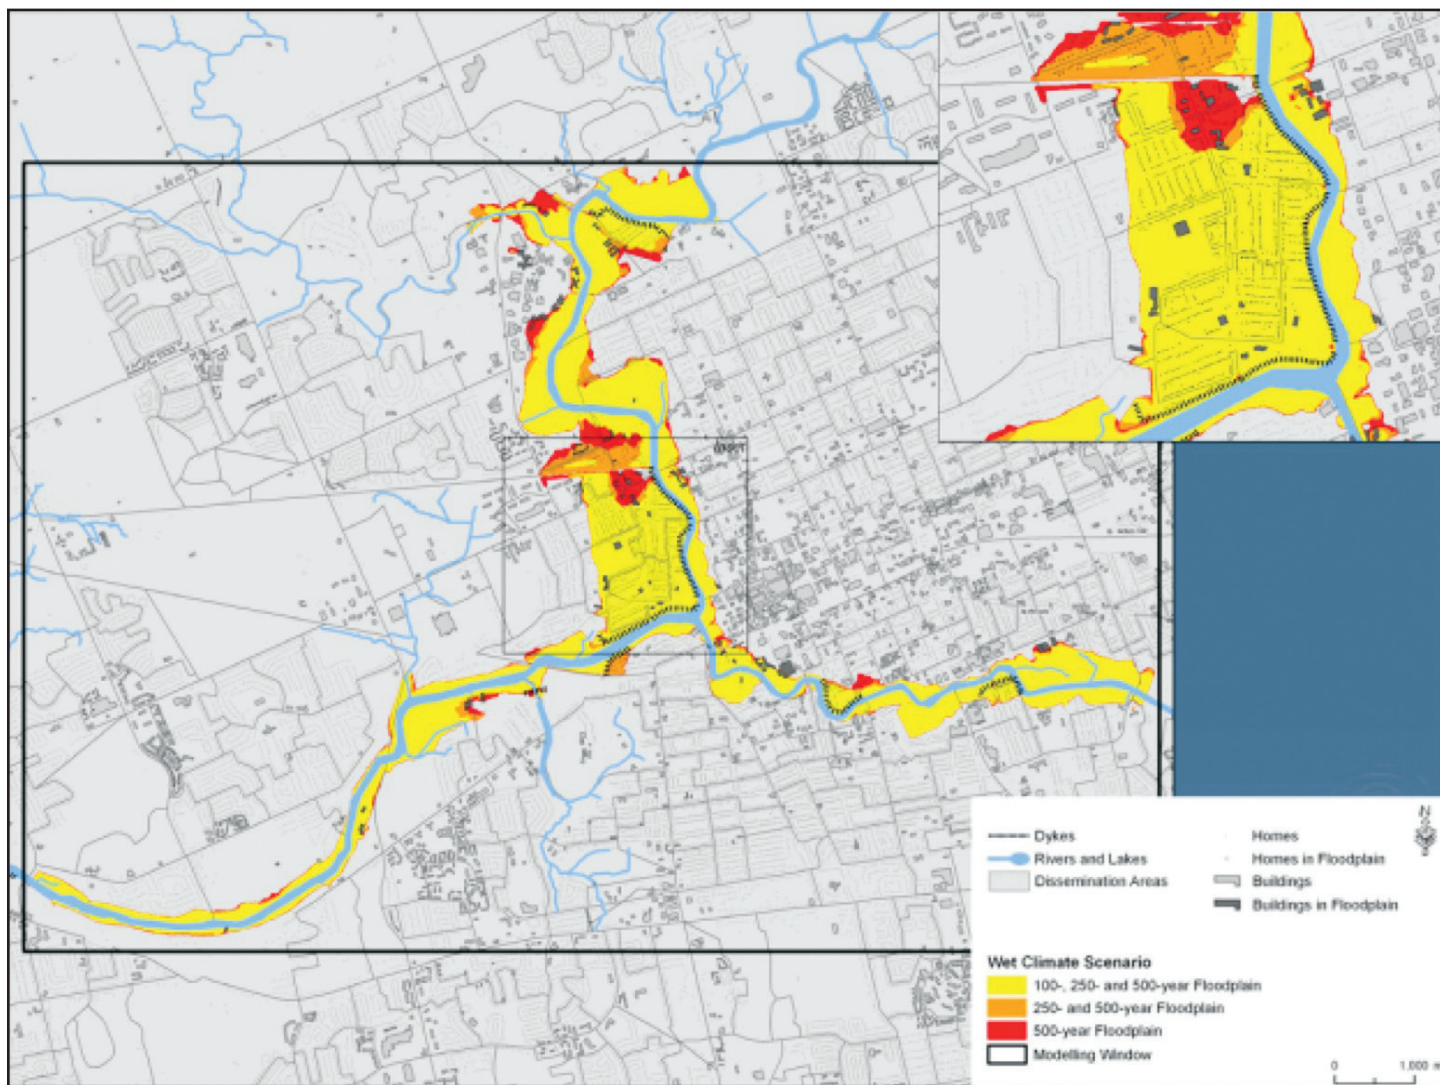 Dykes
Rivers and Lakes
Dissemination Areas
Homes
Homes in Floodplain
Buildings
Buildings in Floodplain
N
Wet Climate Scenario
100-, 250- and 500-year Floodplain
250- and 500-year Floodplain
500-year Floodplain
Modelling Window
0 1,000 m